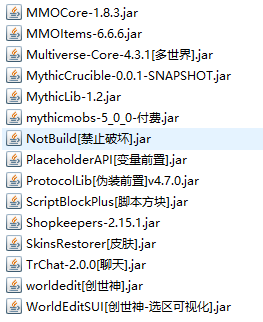 MMOCore-1.8.3.jar
MMOItems-6.6.6.jar
Multiverse-Core-4.3.1[多世界].jar
MythicCrucible-0.0.1-SNAPSHOT.jar
MythicLib-1.2.jar
mythicmobs-5_0_0-付费.jar
NotBuild[禁止破坏].jar
PlaceholderAPI[变量前置].jar
ProtocolLib[伪装前置]v4.7.0.jar
ScriptBlockPlus[脚本方块].jar
Shopkeepers-2.15.1.jar
SkinsRestorer[皮肤].jar
TrChat-2.0.0[聊天].jar
worldedit[创世神].jar
WorldEditSUI[创世神-选区可视化].jar